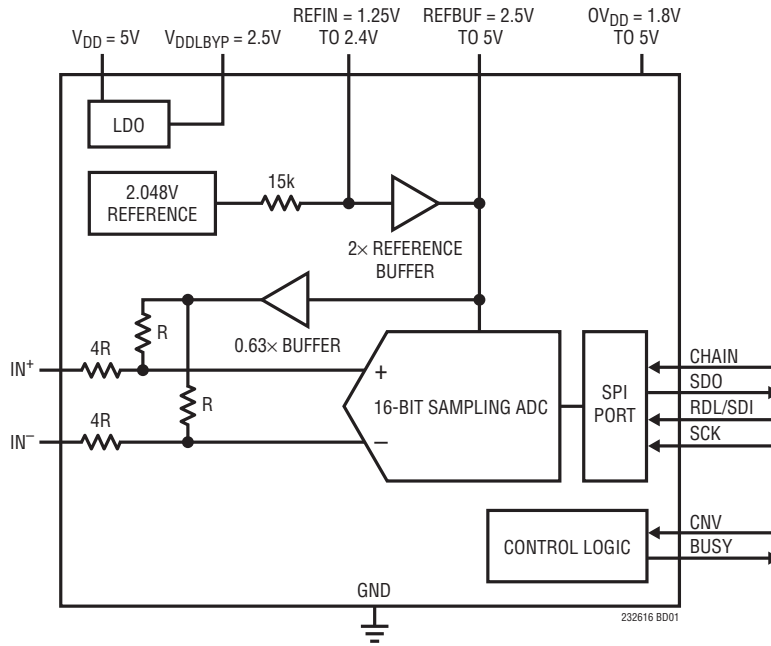 REFIN = 1.25V
TO 2.4V
REFBUF = 2.5V
TO 5V
OVDD = 1.8V
TO 5V
VDD = 5V
VDDLBYP = 2.5V
LDO
2.048V
REFERENCE
15k
2× REFERENCE
BUFFER
0.63× BUFFER
R
4R
IN+
+
16-BIT SAMPLING ADC
R
4R
IN−
−
SPI
PORT
CHAIN
SDO
RDL/SDI
SCK
CONTROL LOGIC
CNV
BUSY
GND
232616 BD01